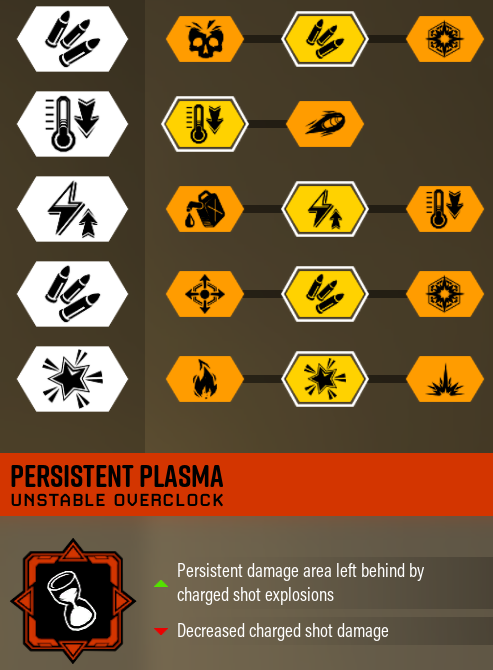 PERSISTENT PLASMA
UNSTABLE OVERCLOCK
Persistent damage area left behind by
charged shot explosions
Decreased charged shot damage